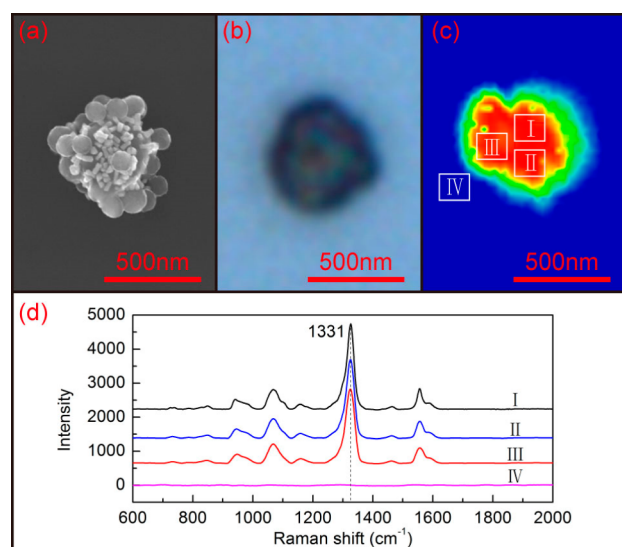 (a)
(b)
(c)
I
II
III
IV
500nm
500nm
500nm
(d)
5000
4000
3000
2000
1000
0
Intensity
1331
I
II
III
IV
600 800 1000 1200 1400 1600 1800 2000
Raman shift (cm⁻¹)